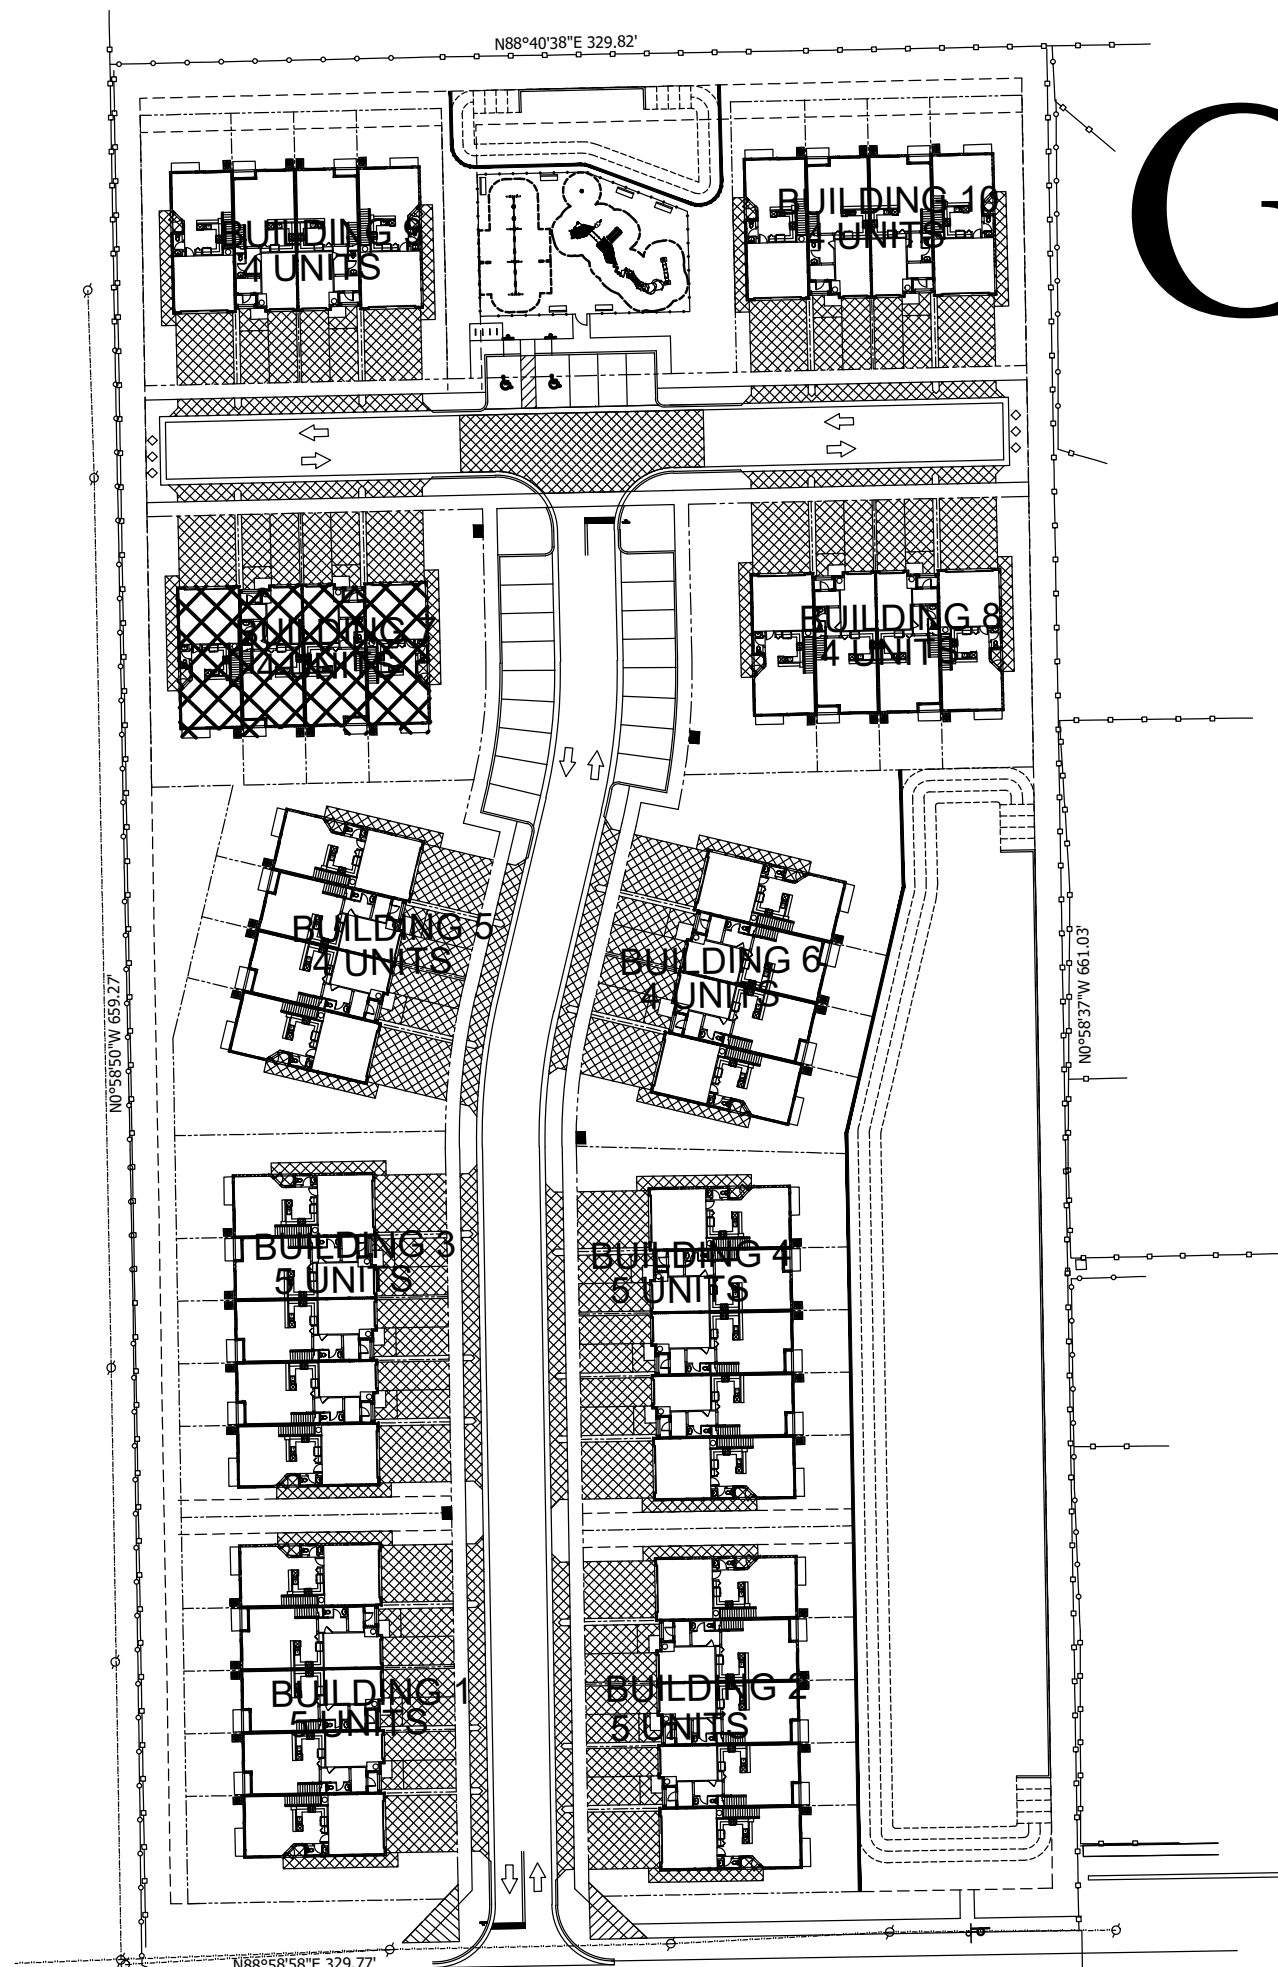 N88°40'38"E 329.82'
G
BUILDING 9
4 UNITS
BUILDING 10
4 UNITS
BUILDING 7
4 UNITS
BUILDING 8
4 UNITS
BUILDING 5
4 UNITS
BUILDING 6
4 UNITS
N0°58'50"W 659.27'
N0°58'37"W 661.03'
BUILDING 3
5 UNITS
BUILDING 4
5 UNITS
BUILDING 1
5 UNITS
BUILDING 2
5 UNITS
N88°58'58"E 329.77'